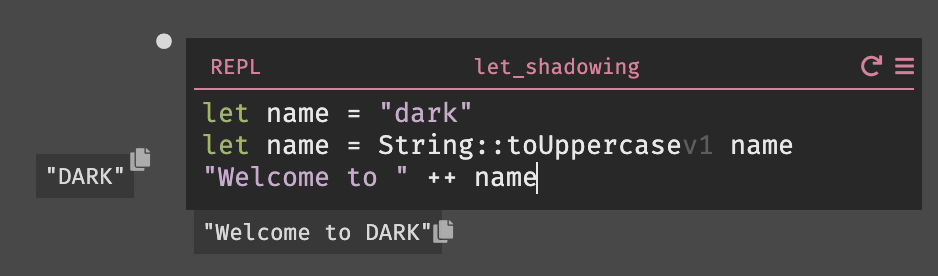 REPL let_shadowing
let name = "dark"
let name = String::toUppercasev1 name
"DARK"
"Welcome to " ++ name
"Welcome to DARK"